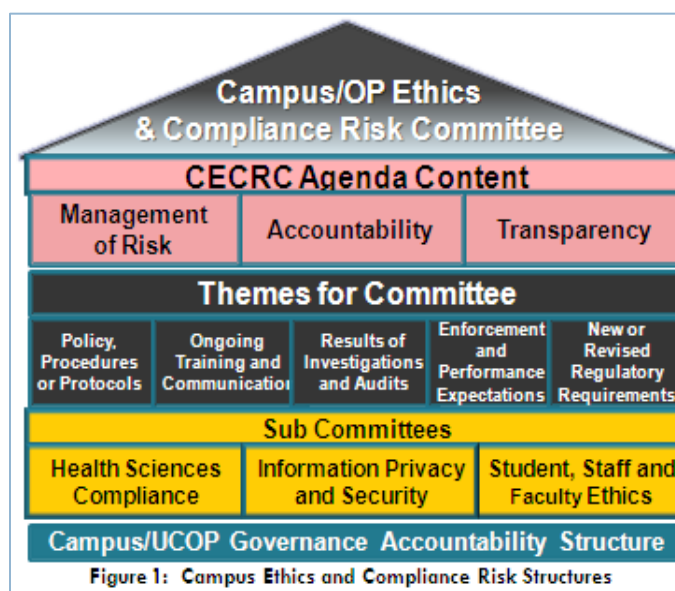 Campus/OP Ethics
& Compliance Risk Committee
CECRC Agenda Content
Management
of Risk
Accountability
Transparency
Themes for Committee
Policy,
Procedures
or Protocols
Ongoing
Training and
Communication
Results of
Investigations
and Audits
Enforcement
and
Performance
Expectations
New or
Revised
Regulatory
Requirements
Sub Committees
Health Sciences
Compliance
Information Privacy
and Security
Student, Staff and
Faculty Ethics
Campus/UCOP Governance Accountability Structure
Figure 1: Campus Ethics and Compliance Risk Structures